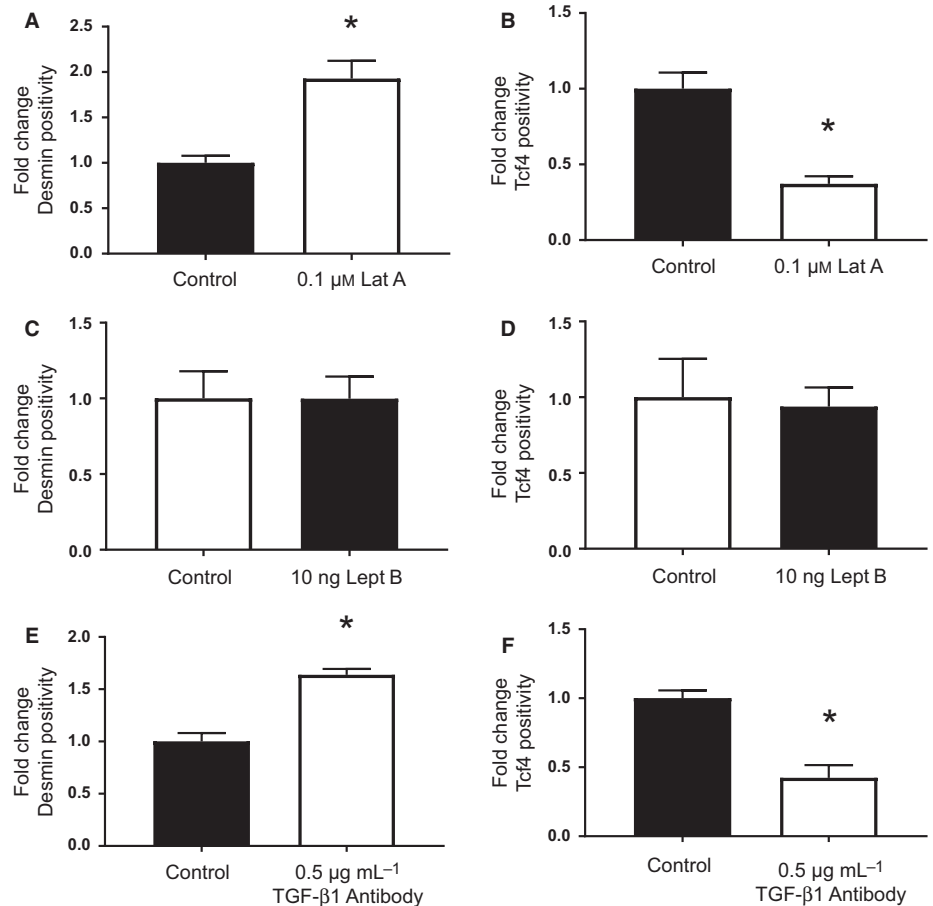 A
Fold change
Desmin positivity
2.5
2.0
1.5
1.0
0.5
0.0
*
Control
0.1 µM Lat A
B
Fold change
Tcf4 positivity
1.5
1.0
0.5
0.0
*
Control
0.1 µM Lat A
C
Fold change
Desmin positivity
1.5
1.0
0.5
0.0
Control
10 ng Lept B
D
Fold change
Tcf4 positivity
1.5
1.0
0.5
0.0
Control
10 ng Lept B
E
Fold change
Desmin positivity
2.0
1.5
1.0
0.5
0.0
*
Control
0.5 µg mL⁻¹
TGF-β1 Antibody
F
Fold change
Tcf4 positivity
1.5
1.0
0.5
0.0
*
Control
0.5 µg mL⁻¹
TGF-β1 Antibody